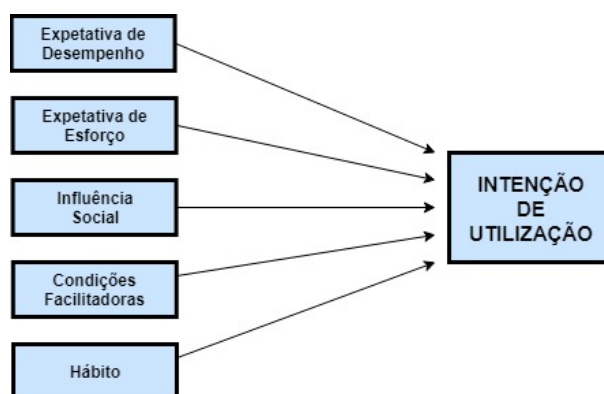 Expetativa de
Desempenho
Expetativa de
Esforço
Influência
Social
Condições
Facilitadoras
Hábito
INTENÇÃO
DE
UTILIZAÇÃO